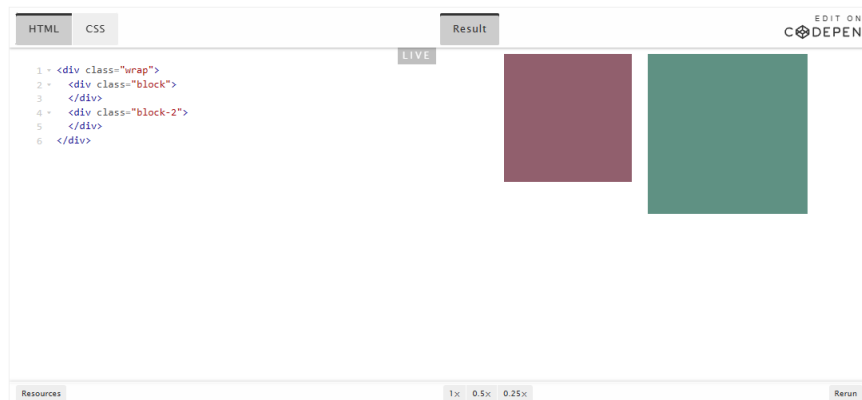 HTML CSS Result EDIT ON
CODEPEN
LIVE
1 <div class="wrap">
2 <div class="block">
3 </div>
4 <div class="block-2">
5 </div>
6 </div>
Resources 1× 0.5× 0.25× Rerun